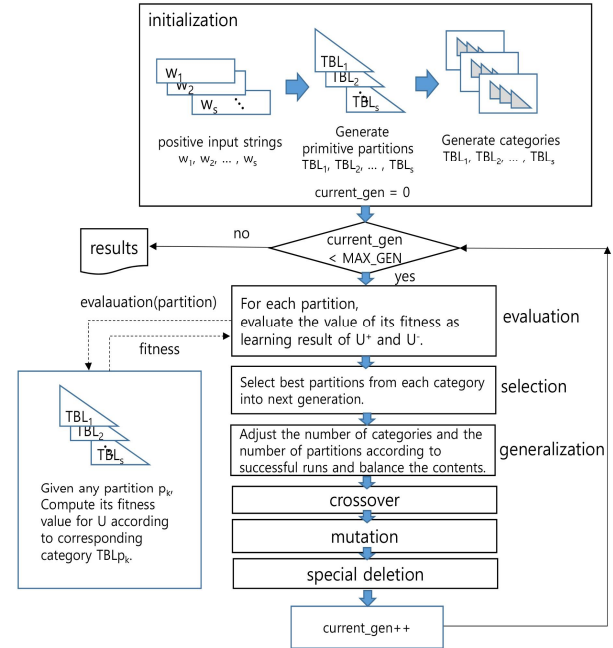 initialization
w1
w2
ws
TBL1
TBL2
TBLs
positive input strings
w1, w2, ... , ws
Generate
primitive partitions
TBL1, TBL2, ... , TBLs
Generate categories
TBL1, TBL2, ... , TBLs
current_gen = 0
results
no
current_gen
< MAX_GEN
yes
evalauation(partition)
fitness
For each partition,
evaluate the value of its fitness as
learning result of U+ and U-.
evaluation
Select best partitions from each category
into next generation.
selection
Adjust the number of categories and the
number of partitions according to
successful runs and balance the contents.
generalization
TBL1
TBL2
TBLs
Given any partition pk,
Compute its fitness
value for U according
to corresponding
category TBLpk.
crossover
mutation
special deletion
current_gen++